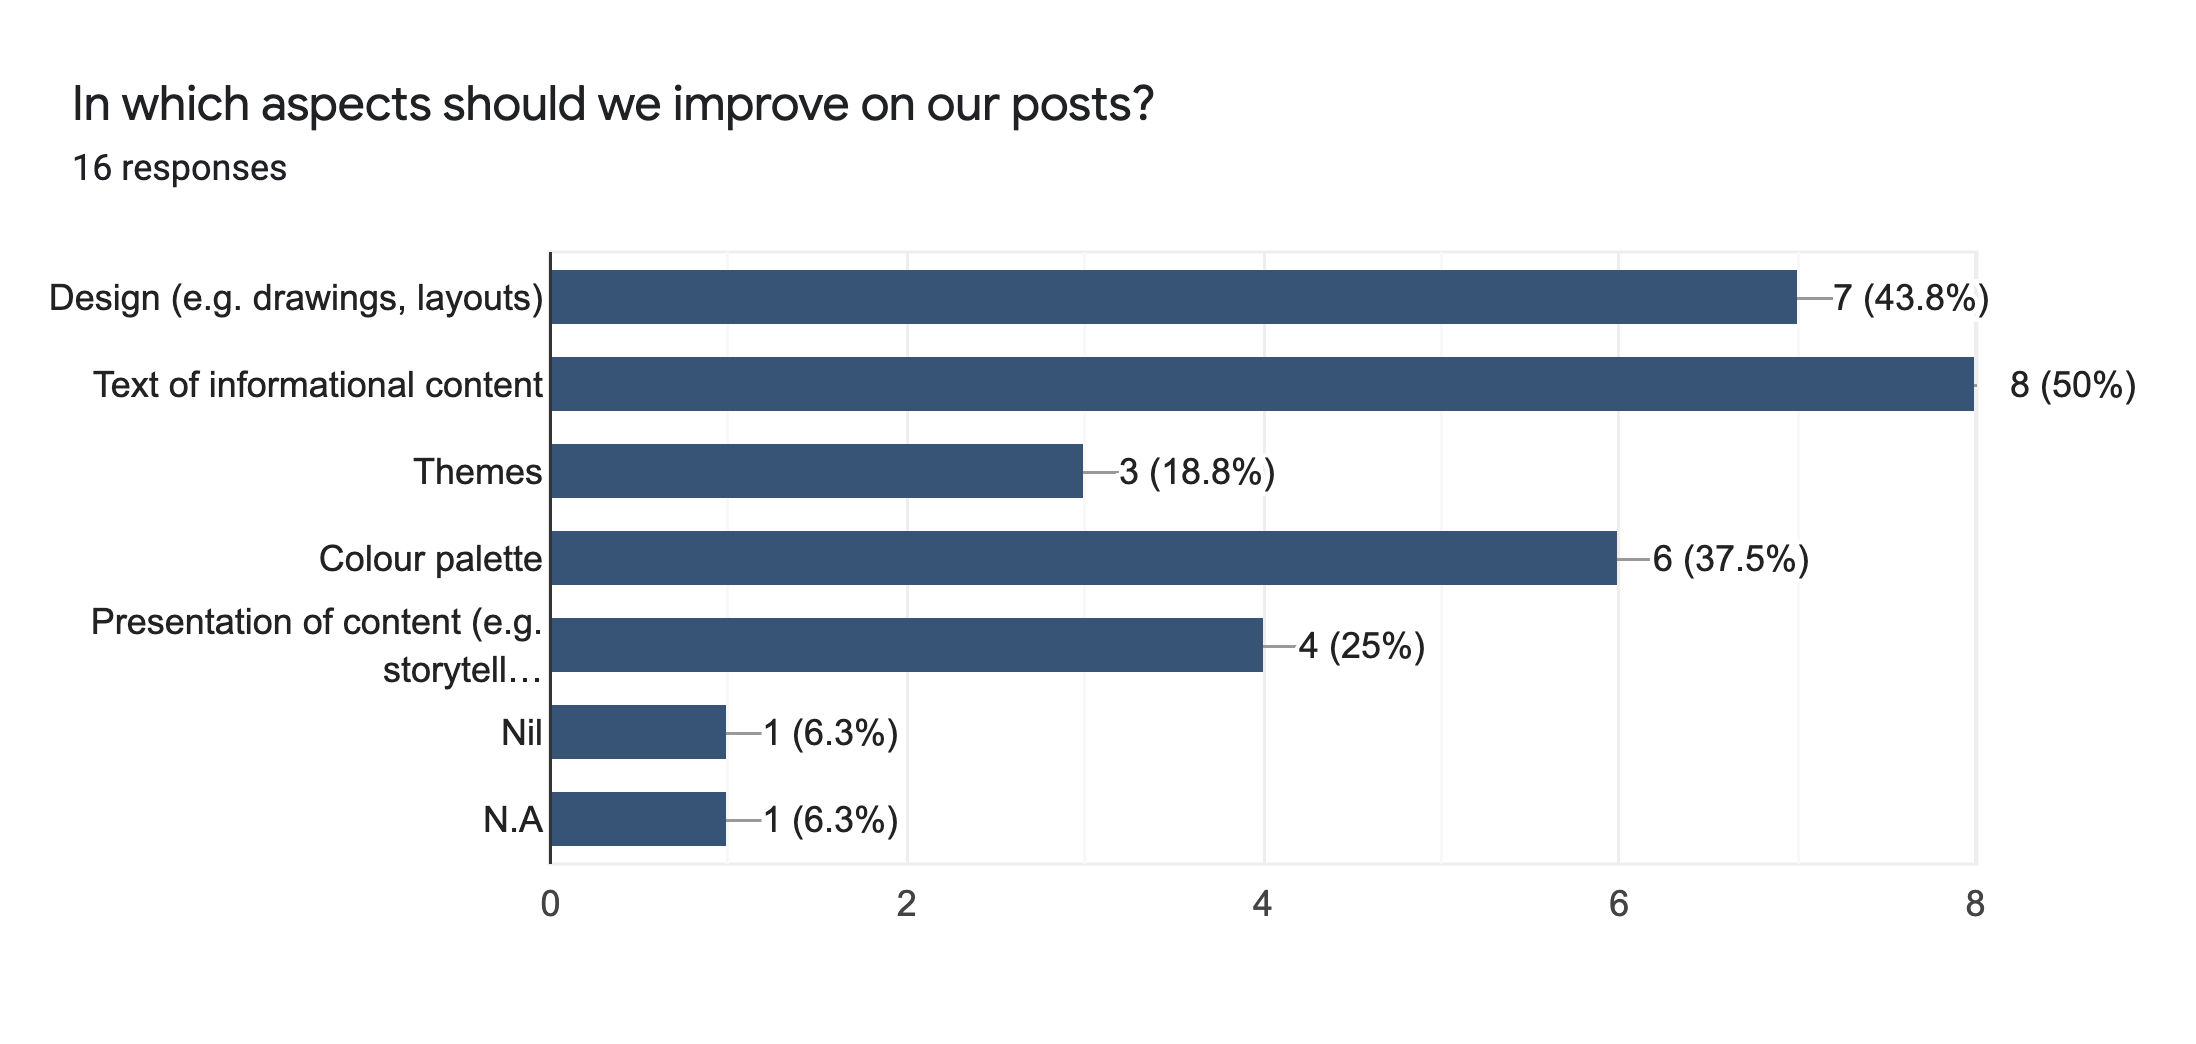 In which aspects should we improve on our posts?
16 responses
Design (e.g. drawings, layouts)
7 (43.8%)
Text of informational content
8 (50%)
Themes
3 (18.8%)
Colour palette
6 (37.5%)
Presentation of content (e.g.
storytell…
4 (25%)
Nil
1 (6.3%)
N.A
1 (6.3%)
0 2 4 6 8